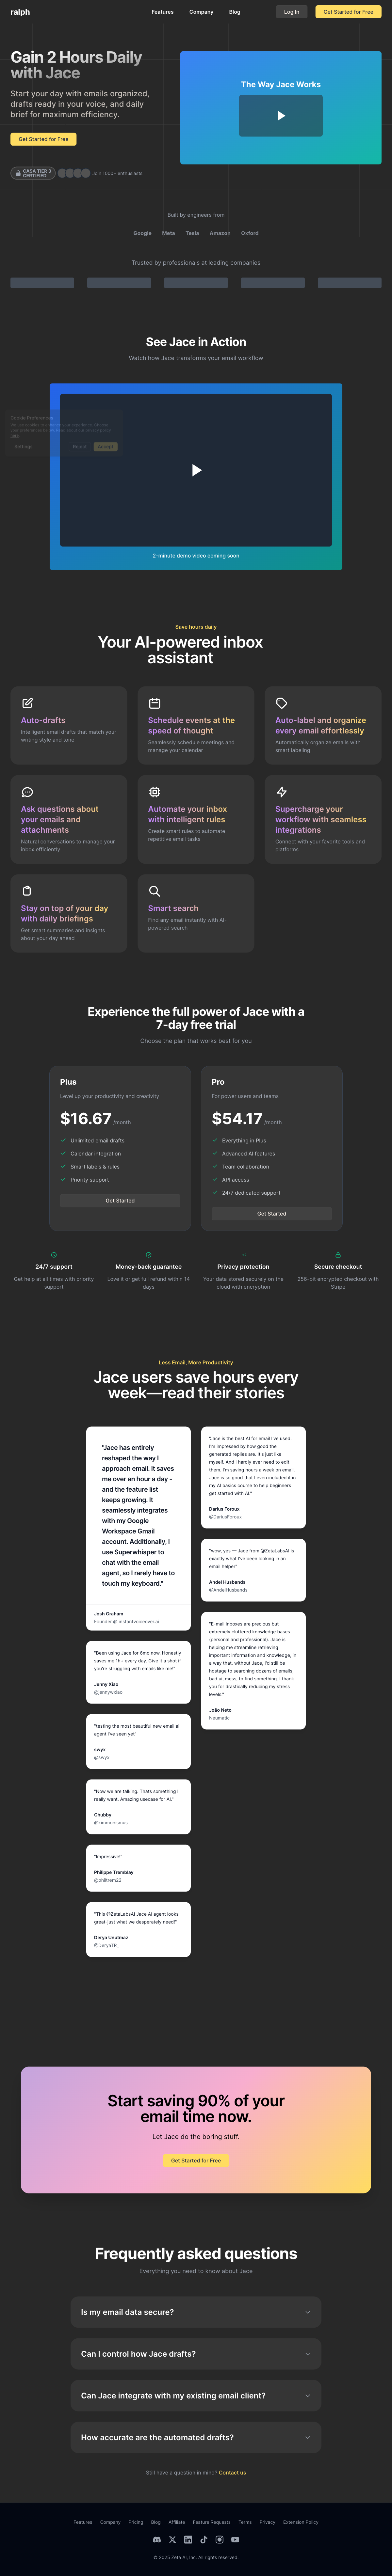 ralph
Features Company Blog
Log In
Get Started for Free
Gain 2 Hours Daily
with Jace
Start your day with emails organized,
drafts ready in your voice, and daily
brief for maximum efficiency.
Get Started for Free
CASA TIER 3
CERTIFIED
Join 1000+ enthusiasts
The Way Jace Works
Built by engineers from
Google Meta Tesla Amazon Oxford
Trusted by professionals at leading companies
See Jace in Action
Watch how Jace transforms your email workflow
Cookie Preferences
Settings
Reject
Accept
2-minute demo video coming soon
Save hours daily
Your AI-powered inbox
assistant
Auto-drafts
Intelligent email drafts that match your
writing style and tone
Schedule events at the
speed of thought
Seamlessly schedule meetings and
manage your calendar
Auto-label and organize
every email effortlessly
Automatically organize emails with
smart labeling
Ask questions about
your emails and
attachments
Natural conversations to manage your
inbox efficiently
Automate your inbox
with intelligent rules
Create smart rules to automate
repetitive email tasks
Supercharge your
workflow with seamless
integrations
Connect with your favorite tools and
platforms
Stay on top of your day
with daily briefings
Get smart summaries and insights
about your day ahead
Smart search
Find any email instantly with AI-
powered search
Experience the full power of Jace with a
7-day free trial
Choose the plan that works best for you
Plus
Level up your productivity and creativity
$16.67 /month
Unlimited email drafts
Calendar integration
Smart labels & rules
Priority support
Get Started
Pro
For power users and teams
$54.17 /month
Everything in Plus
Advanced AI features
Team collaboration
API access
24/7 dedicated support
Get Started
24/7 support
Get help at all times with priority
support
Money-back guarantee
Love it or get full refund within 14
days
Privacy protection
Your data stored securely on the
cloud with encryption
Secure checkout
256-bit encrypted checkout with
Stripe
Less Email, More Productivity
Jace users save hours every
week—read their stories
"Jace has entirely
reshaped the way I
approach email. It saves
me over an hour a day -
and the feature list
keeps growing. It
seamlessly integrates
with my Google
Workspace Gmail
account. Additionally, I
use Superwhisper to
chat with the email
agent, so I rarely have to
touch my keyboard."
Josh Graham
Founder @ instantvoiceover.ai
"Been using Jace for 6mo now. Honestly
saves me 1h+ every day. Give it a shot if
you're struggling with emails like me!"
Jenny Xiao
@jennywxiao
"testing the most beautiful new email ai
agent i've seen yet"
swyx
@swyx
"Now we are talking. Thats something I
really want. Amazing usecase for AI."
Chubby
@kimmonismus
"Impressive!"
Philippe Tremblay
@philtrem22
"This @ZetaLabsAI Jace AI agent looks
great-just what we desperately need!"
Derya Unutmaz
@DeryaTR_
"Jace is the best AI for email I've used.
I'm impressed by how good the
generated replies are. It's just like
myself. And I hardly ever need to edit
them. I'm saving hours a week on email.
Jace is so good that I even included it in
my AI basics course to help beginners
get started with AI."
Darius Foroux
@DariusForoux
"wow, yes — Jace from @ZetaLabsAI is
exactly what I've been looking in an
email helper"
Andel Husbands
@AndelHusbands
"E-mail inboxes are precious but
extremely cluttered knowledge bases
(personal and professional). Jace is
helping me streamline retrieving
important information and knowledge, in
a way that, without Jace, I'd still be
hostage to searching dozens of emails,
bad ui, mess, to find something. I thank
you for drastically reducing my stress
levels."
João Neto
Neumatic
Start saving 90% of your
email time now.
Let Jace do the boring stuff.
Get Started for Free
Frequently asked questions
Everything you need to know about Jace
Is my email data secure?
Can I control how Jace drafts?
Can Jace integrate with my existing email client?
How accurate are the automated drafts?
Still have a question in mind? Contact us
Features Company Pricing Blog Affiliate Feature Requests Terms Privacy Extension Policy
© 2025 Zeta AI, Inc. All rights reserved.